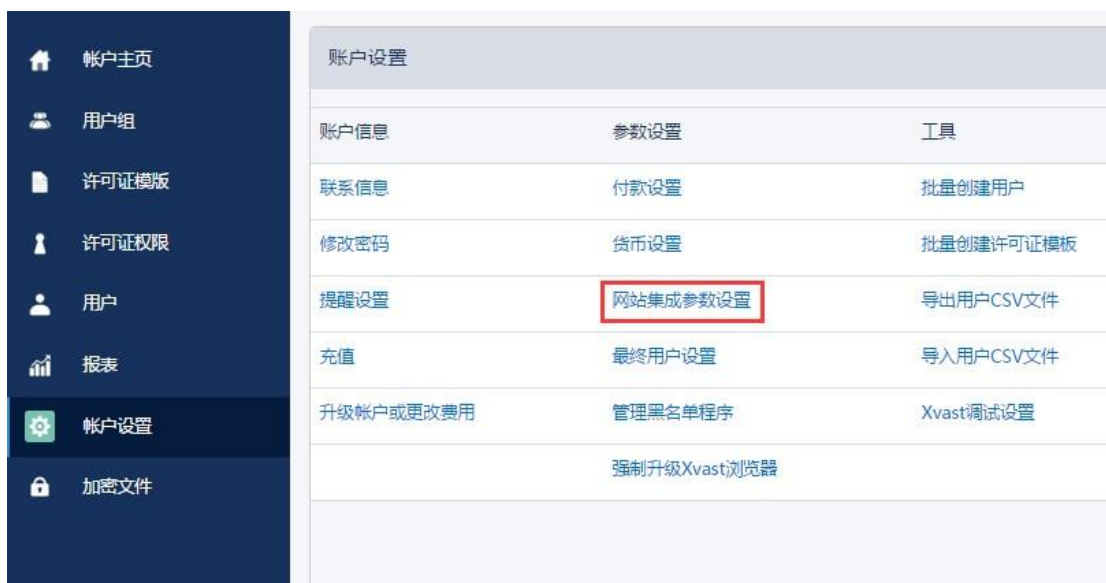 帐户主页
用户组
许可证模版
许可证权限
用户
报表
帐户设置
加密文件
账户设置
账户信息 参数设置 工具
联系信息 付款设置 批量创建用户
修改密码 货币设置 批量创建许可证模板
提醒设置 网站集成参数设置 导出用户CSV文件
充值 最终用户设置 导入用户CSV文件
升级帐户或更改费用 管理黑名单程序 Xvast调试设置
强制升级Xvast浏览器